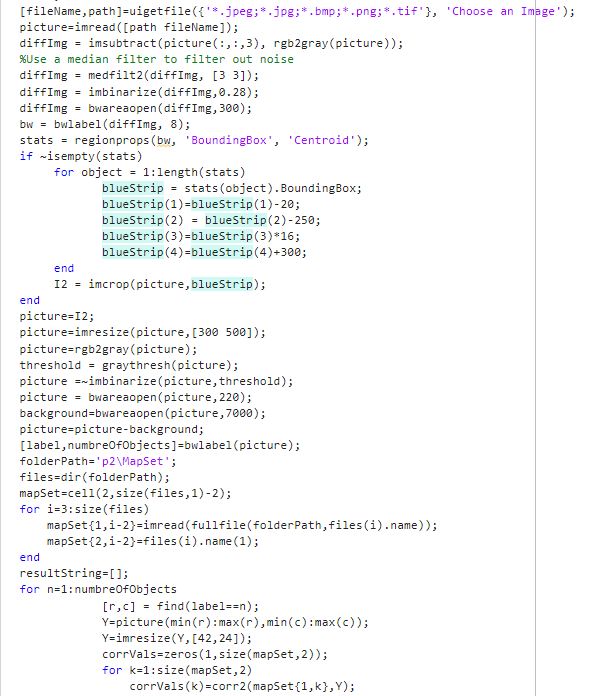 [fileName,path]=uigetfile({'*.jpeg;*.jpg;*.bmp;*.png;*.tif'}, 'Choose an Image');
picture=imread([path fileName]);
diffImg = imsubtract(picture(:,:,3), rgb2gray(picture));
%Use a median filter to filter out noise
diffImg = medfilt2(diffImg, [3 3]);
diffImg = imbinarize(diffImg,0.28);
diffImg = bwareaopen(diffImg,300);
bw = bwlabel(diffImg, 8);
stats = regionprops(bw, 'BoundingBox', 'Centroid');
if ~isempty(stats)
for object = 1:length(stats)
blueStrip = stats(object).BoundingBox;
blueStrip(1)=blueStrip(1)-20;
blueStrip(2) = blueStrip(2)-250;
blueStrip(3)=blueStrip(3)*16;
blueStrip(4)=blueStrip(4)+300;
end
I2 = imcrop(picture,blueStrip);
end
picture=I2;
picture=imresize(picture,[300 500]);
picture=rgb2gray(picture);
threshold = graythresh(picture);
picture =~imbinarize(picture,threshold);
picture = bwareaopen(picture,220);
background=bwareaopen(picture,7000);
picture=picture-background;
[label,numbreOfObjects]=bwlabel(picture);
folderPath='p2\MapSet';
files=dir(folderPath);
mapSet=cell(2,size(files,1)-2);
for i=3:size(files)
mapSet{1,i-2}=imread(fullfile(folderPath,files(i).name));
mapSet{2,i-2}=files(i).name(1);
end
resultString=[];
for n=1:numbreOfObjects
[r,c] = find(label==n);
Y=picture(min(r):max(r),min(c):max(c));
Y=imresize(Y,[42,24]);
corrVals=zeros(1,size(mapSet,2));
for k=1:size(mapSet,2)
corrVals(k)=corr2(mapSet{1,k},Y);